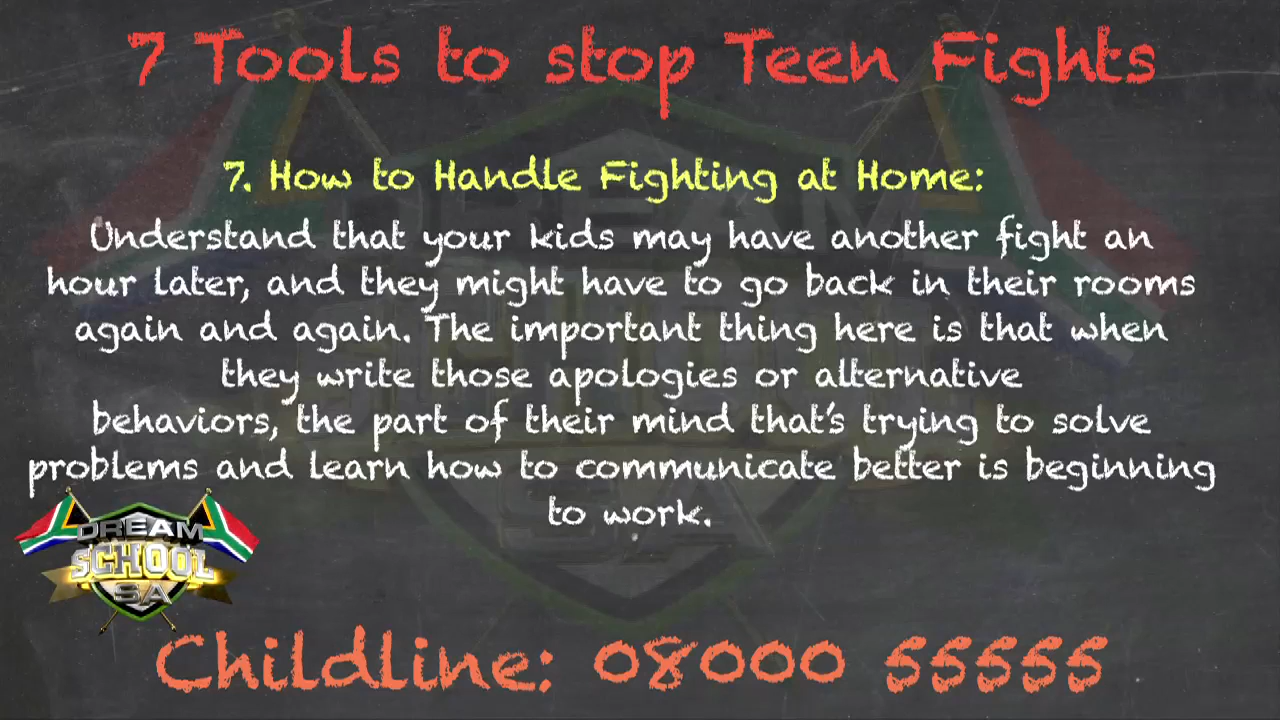 7 Tools to stop Teen Fights
7. How to Handle Fighting at Home:
Understand that your kids may have another fight an
hour later, and they might have to go back in their rooms
again and again. The important thing here is that when
they write those apologies or alternative
behaviors, the part of their mind that's trying to solve
problems and learn how to communicate better is beginning
to work.
DREAM
SCHOOL
SA
Childline: 08000 55555